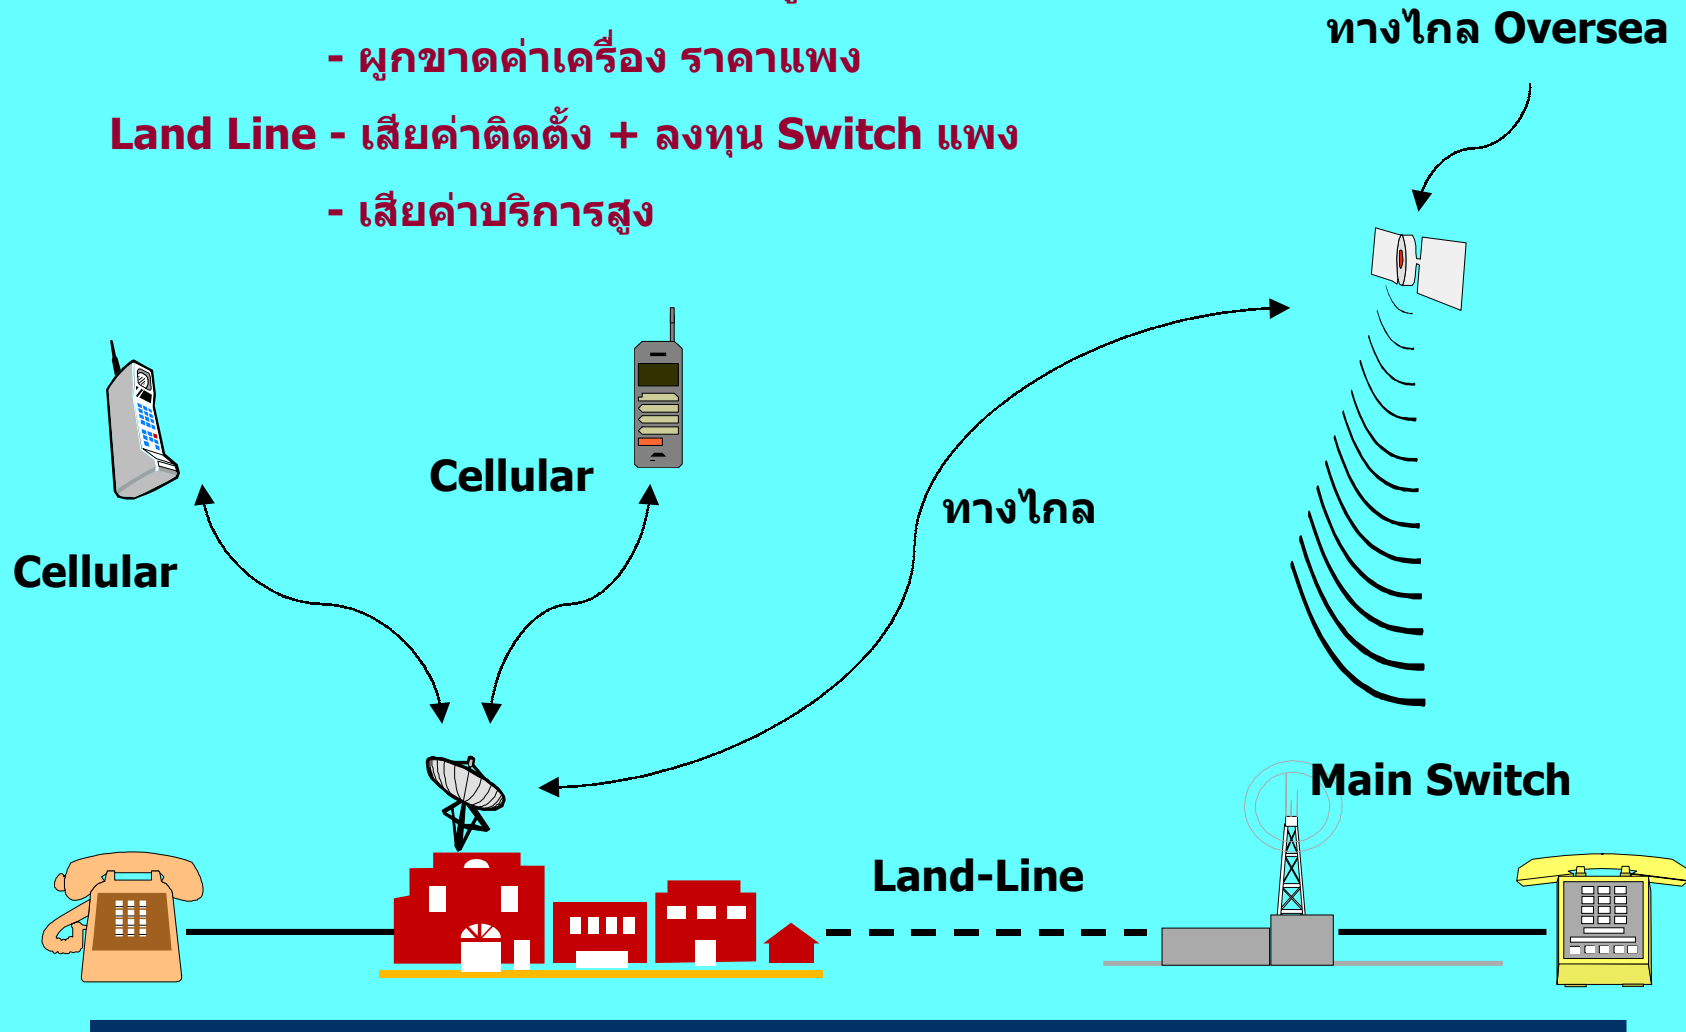 ทางไกล Oversea
- ผูกขาดค่าเครื่อง ราคาแพง
Land Line - เสียค่าติดตั้ง + ลงทุน Switch แพง
- เสียค่าบริการสูง
Cellular
ทางไกล
Cellular
Main Switch
Land-Line